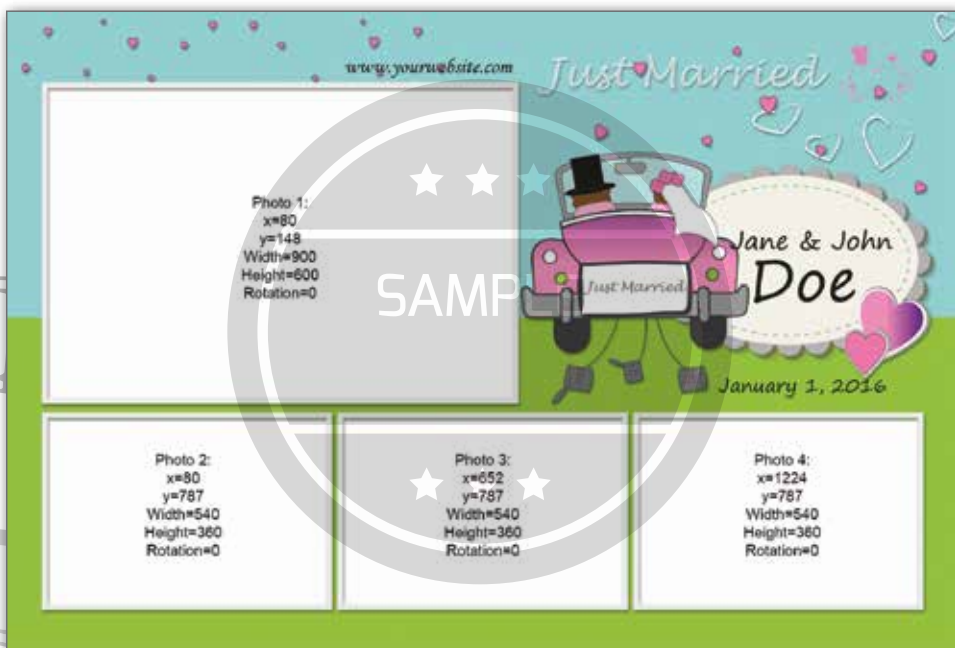 www.yourwebsite.com
Just Married
Photo 1:
x=80
y=148
Width=900
Height=600
Rotation=0
SAMP
Jane & John
Doe
Just Married
January 1, 2016
Photo 2:
x=80
y=787
Width=540
Height=360
Rotation=0
Photo 3:
x=652
y=787
Width=540
Height=360
Rotation=0
Photo 4:
x=1224
y=787
Width=540
Height=360
Rotation=0